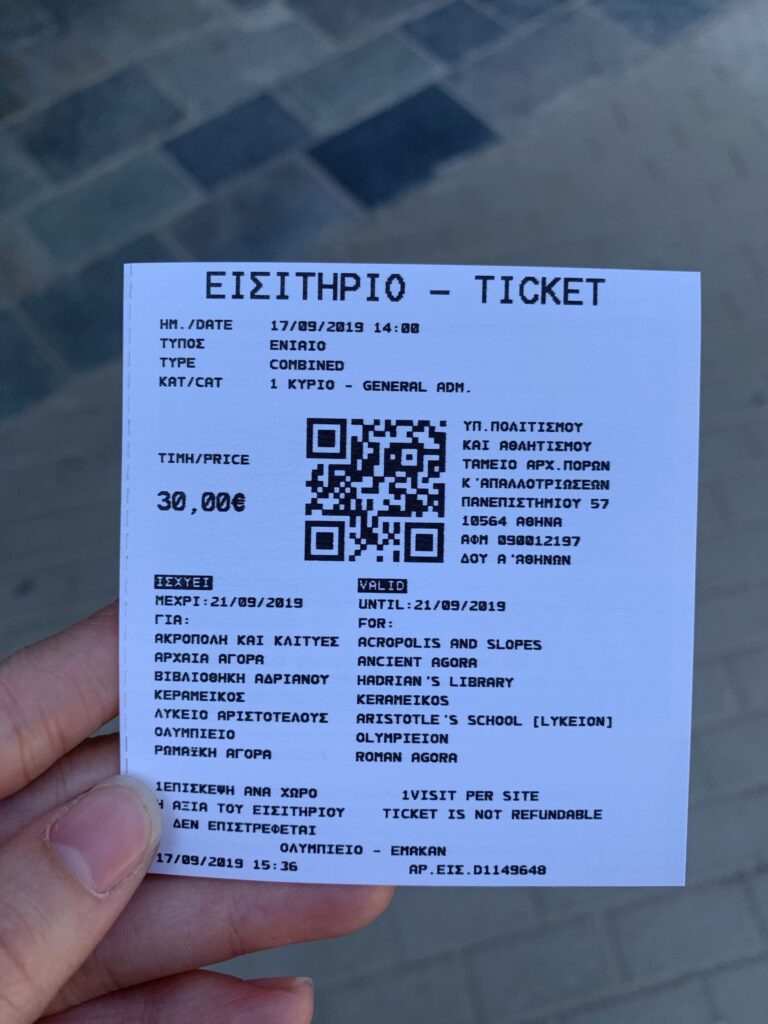 ΕΙΣΙΤΗΡΙΟ - TICKET
ΗΜ./DATE 17/09/2019 14:00
ΤΥΠΟΣ ΕΝΙΑΙΟ
TYPE COMBINED
ΚΑΤ/CAT 1 ΚΥΡΙΟ - GENERAL ADM.
ΥΠ.ΠΟΛΙΤΙΣΜΟΥ
ΚΑΙ ΑΘΛΗΤΙΣΜΟΥ
ΤΙΜΗ/PRICE ΤΑΜΕΙΟ ΑΡΧ.ΠΟΡΩΝ
Κ 'ΑΠΑΛΛΟΤΡΙΩΣΕΩΝ
30,00€ ΠΑΝΕΠΙΣΤΗΜΙΟΥ 57
10564 ΑΘΗΝΑ
ΑΦΜ 090012197
ΔΟΥ Α 'ΑΘΗΝΩΝ
ΙΣΧΥΕΙ VALID
ΜΕΧΡΙ:21/09/2019 UNTIL:21/09/2019
ΓΙΑ: FOR:
ΑΚΡΟΠΟΛΗ ΚΑΙ ΚΛΙΤΥΕΣ ACROPOLIS AND SLOPES
ΑΡΧΑΙΑ ΑΓΟΡΑ ANCIENT AGORA
ΒΙΒΛΙΟΘΗΚΗ ΑΔΡΙΑΝΟΥ HADRIAN'S LIBRARY
ΚΕΡΑΜΕΙΚΟΣ KERAMEIKOS
ΛΥΚΕΙΟ ΑΡΙΣΤΟΤΕΛΟΥΣ ARISTOTLE'S SCHOOL [LYKEION]
ΟΛΥΜΠΙΕΙΟ OLYMPIEION
ΡΩΜΑΪΚΗ ΑΓΟΡΑ ROMAN AGORA
1ΕΠΙΣΚΕΨΗ ΑΝΑ ΧΩΡΟ 1VISIT PER SITE
Η ΑΞΙΑ ΤΟΥ ΕΙΣΙΤΗΡΙΟΥ TICKET IS NOT REFUNDABLE
ΔΕΝ ΕΠΙΣΤΡΕΦΕΤΑΙ
ΟΛΥΜΠΙΕΙΟ - ΕΜΑΚΑΝ
17/09/2019 15:36 ΑΡ.ΕΙΣ.D1149648